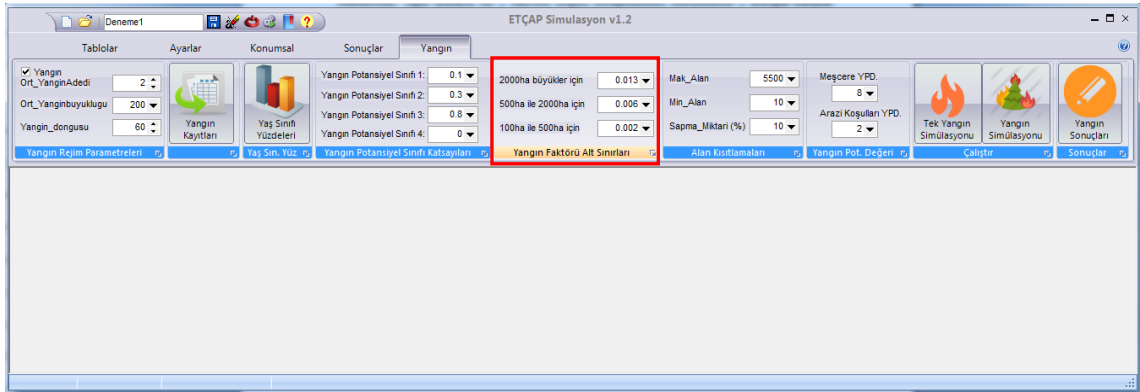 Deneme1
ETÇAP Simulasyon v1.2
Tablolar Ayarlar Konumsal Sonuçlar Yangın
Yangın
Ort_YanginAdedi 2
Ort_Yanginbuyuklugu 200
Yangin_dongusu 60
Yangın Rejim Parametreleri
Yangın
Kayıtları
Yaş Sınıfı
Yüzdeleri
Yaş Sın. Yüz
Yangın Potansiyel Sınıfı 1: 0.1
Yangın Potansiyel Sınıfı 2: 0.3
Yangın Potansiyel Sınıfı 3: 0.8
Yangın Potansiyel Sınıfı 4: 0
Yangın Potansiyel Sınıfı Katsayıları
2000ha büyükler için 0.013
500ha ile 2000ha için 0.006
100ha ile 500ha için 0.002
Yangın Faktörü Alt Sınırları
Mak_Alan 5500
Min_Alan 10
Sapma_Miktari (%) 10
Alan Kısıtlamaları
Meşcere YPD.
8
Arazi Koşulları YPD.
2
Yangın Pot. Değeri
Tek Yangın
Simülasyonu
Yangın
Simülasyonu
Çalıştır
Yangın
Sonuçları
Sonuçlar